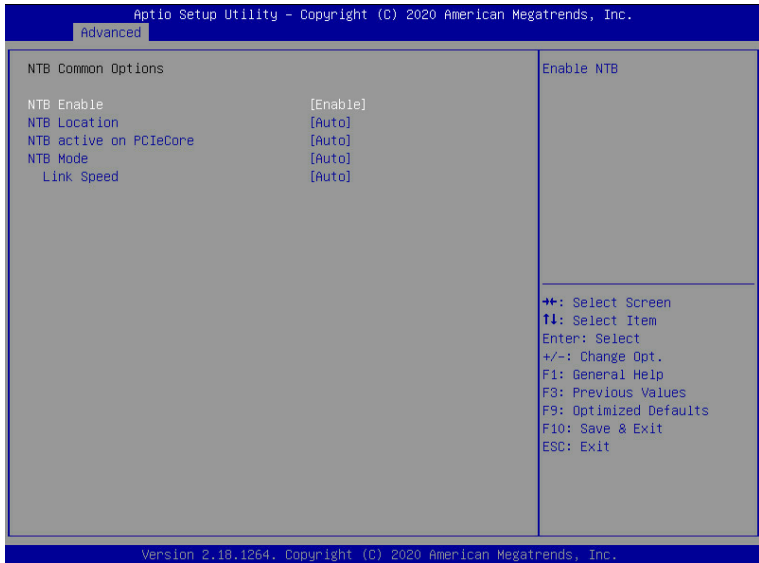 Aptio Setup Utility – Copyright (C) 2020 American Megatrends, Inc.
Advanced
NTB Common Options
NTB Enable [Enable]
NTB Location [Auto]
NTB active on PCIeCore [Auto]
NTB Mode [Auto]
Link Speed [Auto]
Enable NTB
→←: Select Screen
↑↓: Select Item
Enter: Select
+/-: Change Opt.
F1: General Help
F3: Previous Values
F9: Optimized Defaults
F10: Save & Exit
ESC: Exit
Version 2.18.1264. Copyright (C) 2020 American Megatrends, Inc.